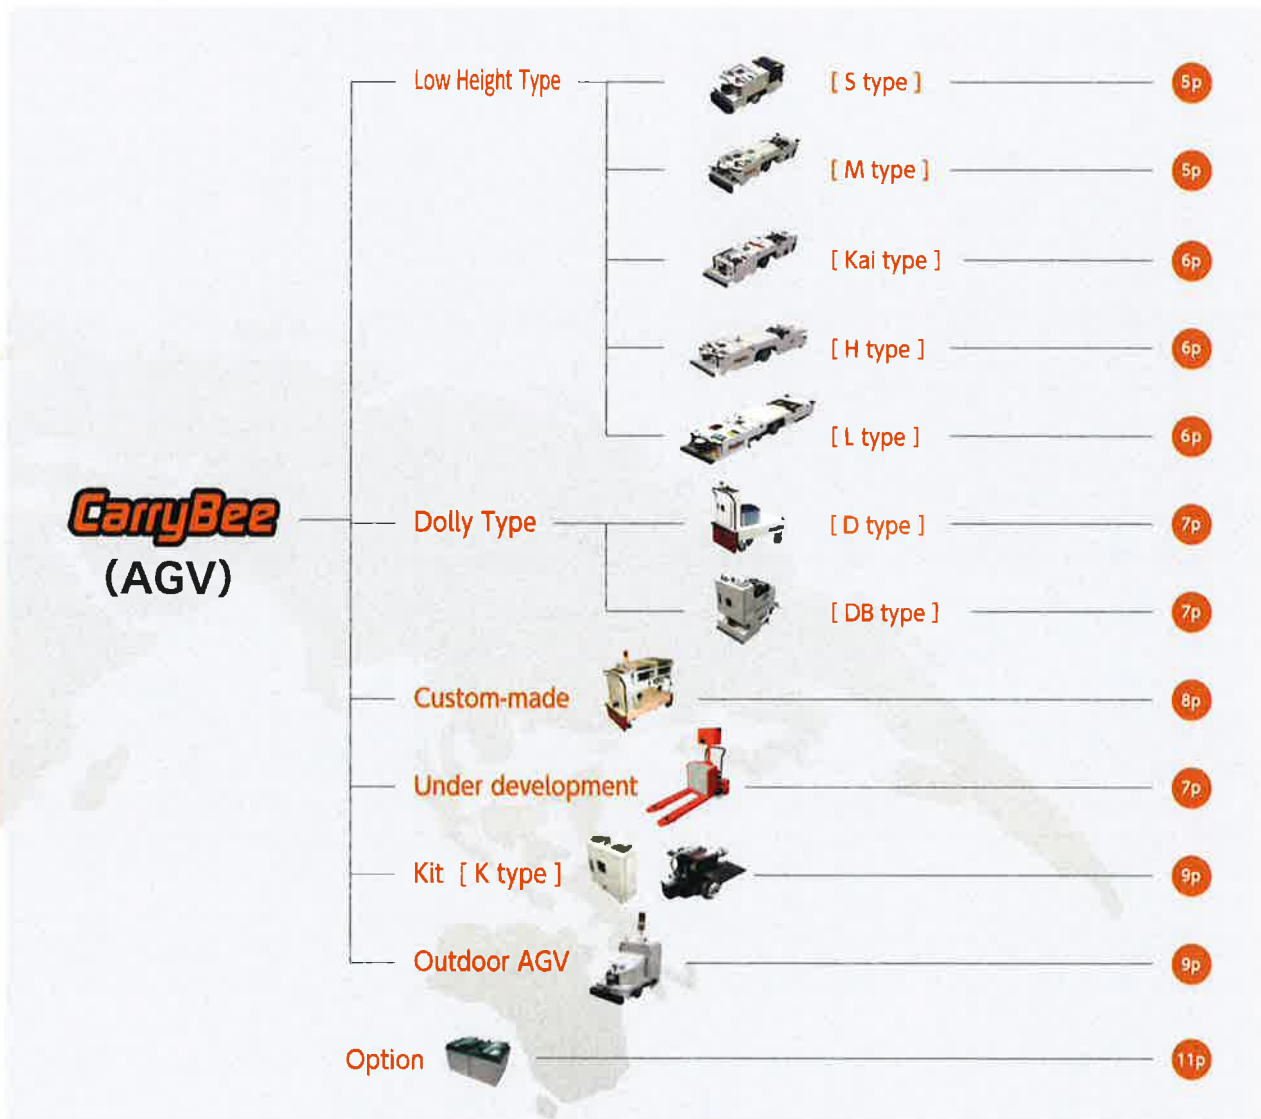 Low Height Type [ S type ] 5p
[ M type ] 5p
[ Kai type ] 6p
[ H type ] 6p
[ L type ] 6p
CarryBee
(AGV)
Dolly Type [ D type ] 7p
[ DB type ] 7p
Custom-made 8p
Under development 7p
Kit [ K type ] 9p
Outdoor AGV 9p
Option 11p